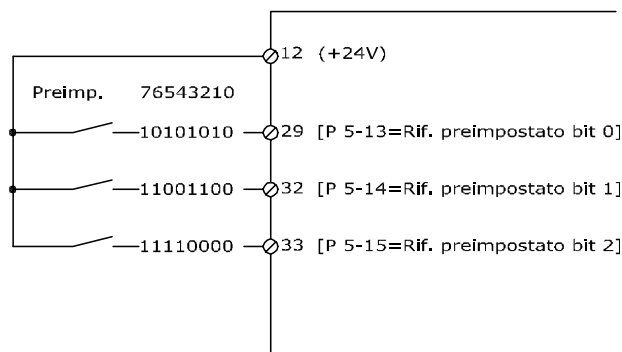 12 (+24V)
Preimp. 76543210
10101010 29 [P 5-13=Rif. preimpostato bit 0]
11001100 32 [P 5-14=Rif. preimpostato bit 1]
11110000 33 [P 5-15=Rif. preimpostato bit 2]